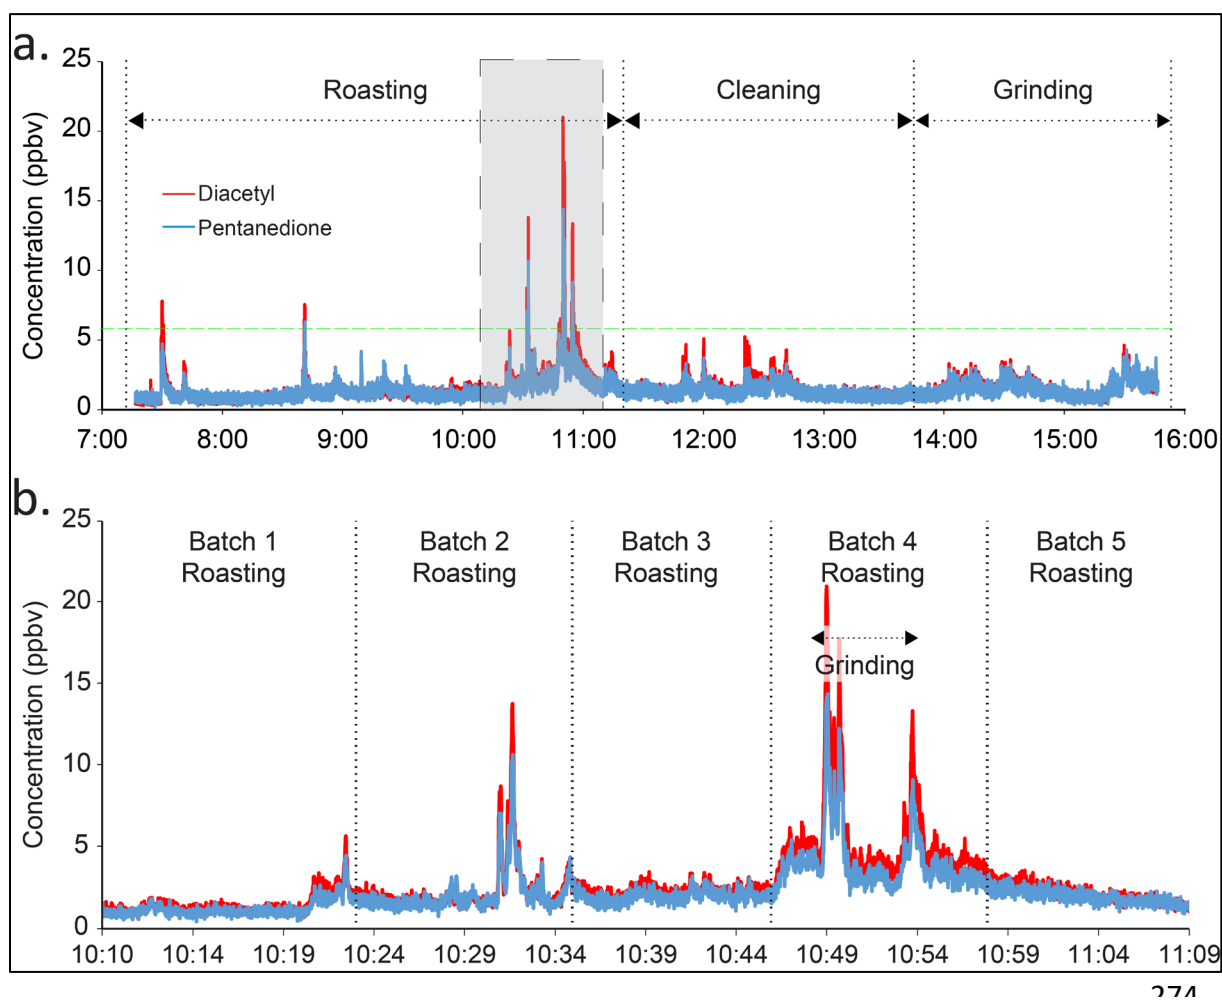 a.
25
20
15
10
5
0
Concentration (ppbv)
Roasting
Cleaning
Grinding
Diacetyl
Pentanedione
7:00 8:00 9:00 10:00 11:00 12:00 13:00 14:00 15:00 16:00
b.
25
20
15
10
5
0
Concentration (ppbv)
Batch 1 Batch 2 Batch 3 Batch 4 Batch 5
Roasting Roasting Roasting Roasting Roasting
Grinding
10:10 10:14 10:19 10:24 10:29 10:34 10:39 10:44 10:49 10:54 10:59 11:04 11:09
274